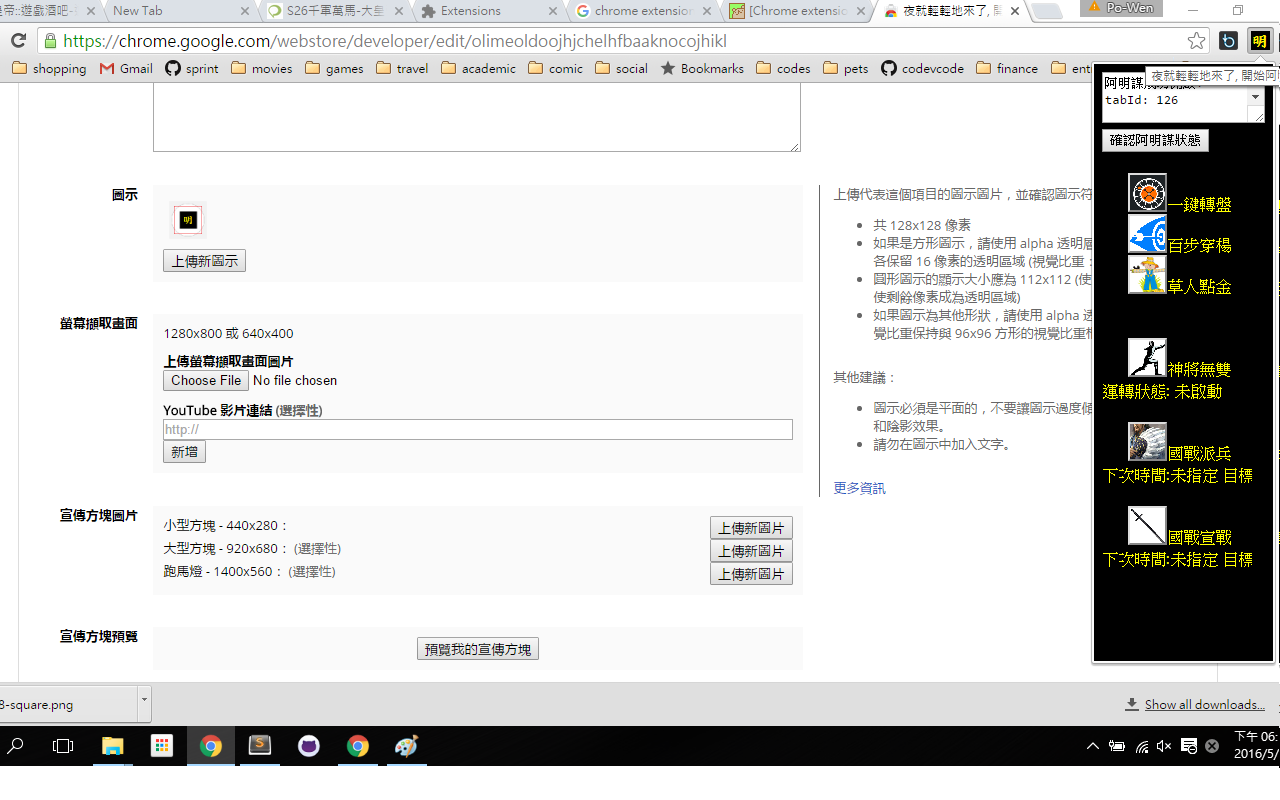 皇帝::遊戲酒吧-
New Tab
S26千軍萬馬-大皇
Extensions
chrome extension
[Chrome extensio
夜就輕輕地來了, 開
Po-Wen
https://chrome.google.com/webstore/developer/edit/olimeoldoojhjchelhfbaaknocojhikl
明
shopping
Gmail
sprint
movies
games
travel
academic
comic
social
Bookmarks
codes
pets
codevcode
finance
ent
夜就輕輕地來了, 開始阿明
tabId: 126
確認阿明謀狀態
一鍵轉盤
百步穿楊
草人點金
神將無雙
運轉狀態: 未啟動
國戰派兵
下次時間:未指定 目標
國戰宣戰
下次時間:未指定 目標
圖示
明
上傳新圖示
上傳代表這個項目的圖示圖片，並確認圖示符
共 128x128 像素
如果是方形圖示，請使用 alpha 透明層
各保留 16 像素的透明區域 (視覺比重：
圓形圖示的顯示大小應為 112x112 (使
使剩餘像素成為透明區域)
如果圖示為其他形狀，請使用 alpha 透
覺比重保持與 96x96 方形的視覺比重相
其他建議：
圖示必須是平面的，不要讓圖示過度傾
和陰影效果。
請勿在圖示中加入文字。
更多資訊
螢幕擷取畫面
1280x800 或 640x400
上傳螢幕擷取畫面圖片
Choose File No file chosen
YouTube 影片連結 (選擇性)
http://
新增
宣傳方塊圖片
小型方塊 - 440x280：
上傳新圖片
大型方塊 - 920x680： (選擇性)
上傳新圖片
跑馬燈 - 1400x560： (選擇性)
上傳新圖片
宣傳方塊預覽
預覽我的宣傳方塊
8-square.png
Show all downloads...
下午 06:
2016/5/